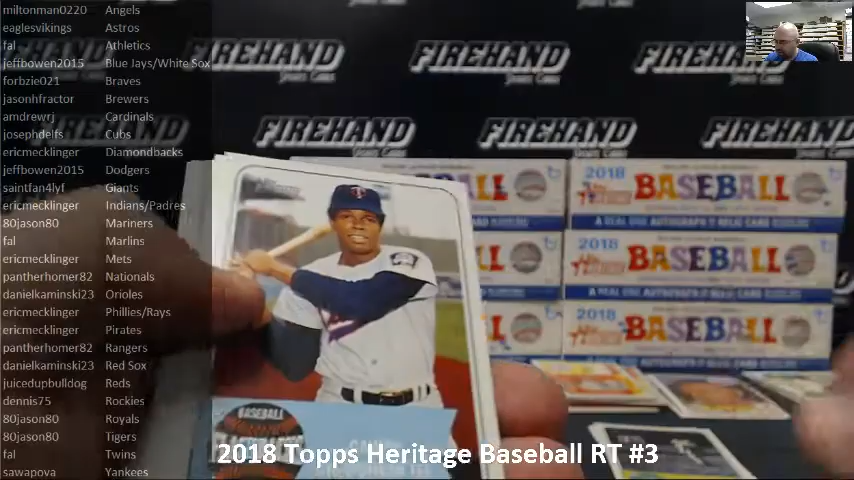 miltonman0220 Angels
eaglesvikings Astros
fal Athletics
jeffbowen2015 Blue Jays/White Sox
forbzie021 Braves
jasonhfractor Brewers
amdrewrj Cardinals
josephdelfs Cubs
ericmecklinger Diamondbacks
jeffbowen2015 Dodgers
saintfan4lyf Giants
ericmecklinger Indians/Padres
80jason80 Mariners
fal Marlins
ericmecklinger Mets
pantherhomer82 Nationals
danielkaminski23 Orioles
ericmecklinger Phillies/Rays
ericmecklinger Pirates
pantherhomer82 Rangers
danielkaminski23 Red Sox
juicedupbulldog Reds
dennis75 Rockies
80jason80 Royals
80jason80 Tigers
fal Twins
sawapova Yankees
FIREHAND
FIREHAND
FIREHAND
FIREHAND
FIREHAND
FIREHAND
2018 BASEBALL
2018 BASEBALL
2018 BASEBALL
BASEBALL
2018 Topps Heritage Baseball RT #3